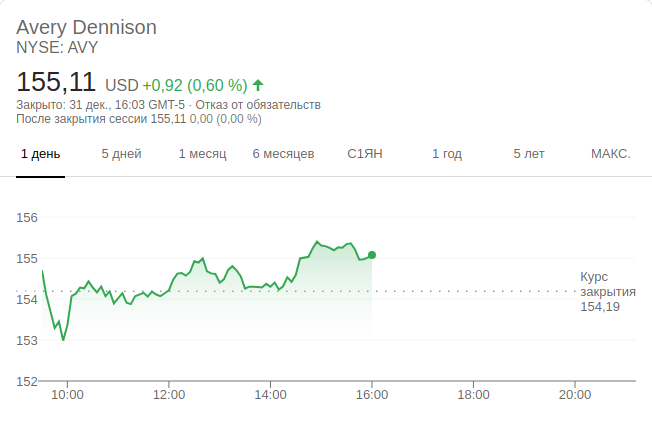 Avery Dennison
NYSE: AVY
155,11 USD +0,92 (0,60 %)
Закрыто: 31 дек., 16:03 GMT-5 · Отказ от обязательств
После закрытия сессии 155,11 0,00 (0,00 %)
1 день 5 дней 1 месяц 6 месяцев С1ЯН 1 год 5 лет МАКС.
156
155
154
153
152
Курс
закрытия
154,19
10:00 12:00 14:00 16:00 18:00 20:00